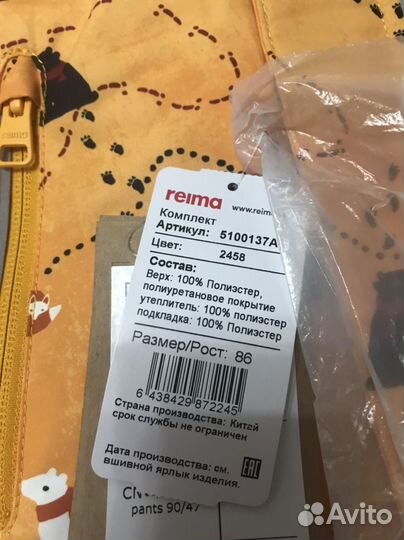 reima
www.reima
Комплект
Артикул: 5100137A
Цвет: 2458
Состав:
Верх: 100% Полиэстер,
полиуретановое покрытие
утеплитель: 100% полиэстер
подкладка: 100% Полиэстер
Размер/Рост: 86
6 438429 872245
Страна производства: Китай
срок службы не ограничен
Дата производства: см.
вшивной ярлык изделия.
EAC
pants 90/47
Avito